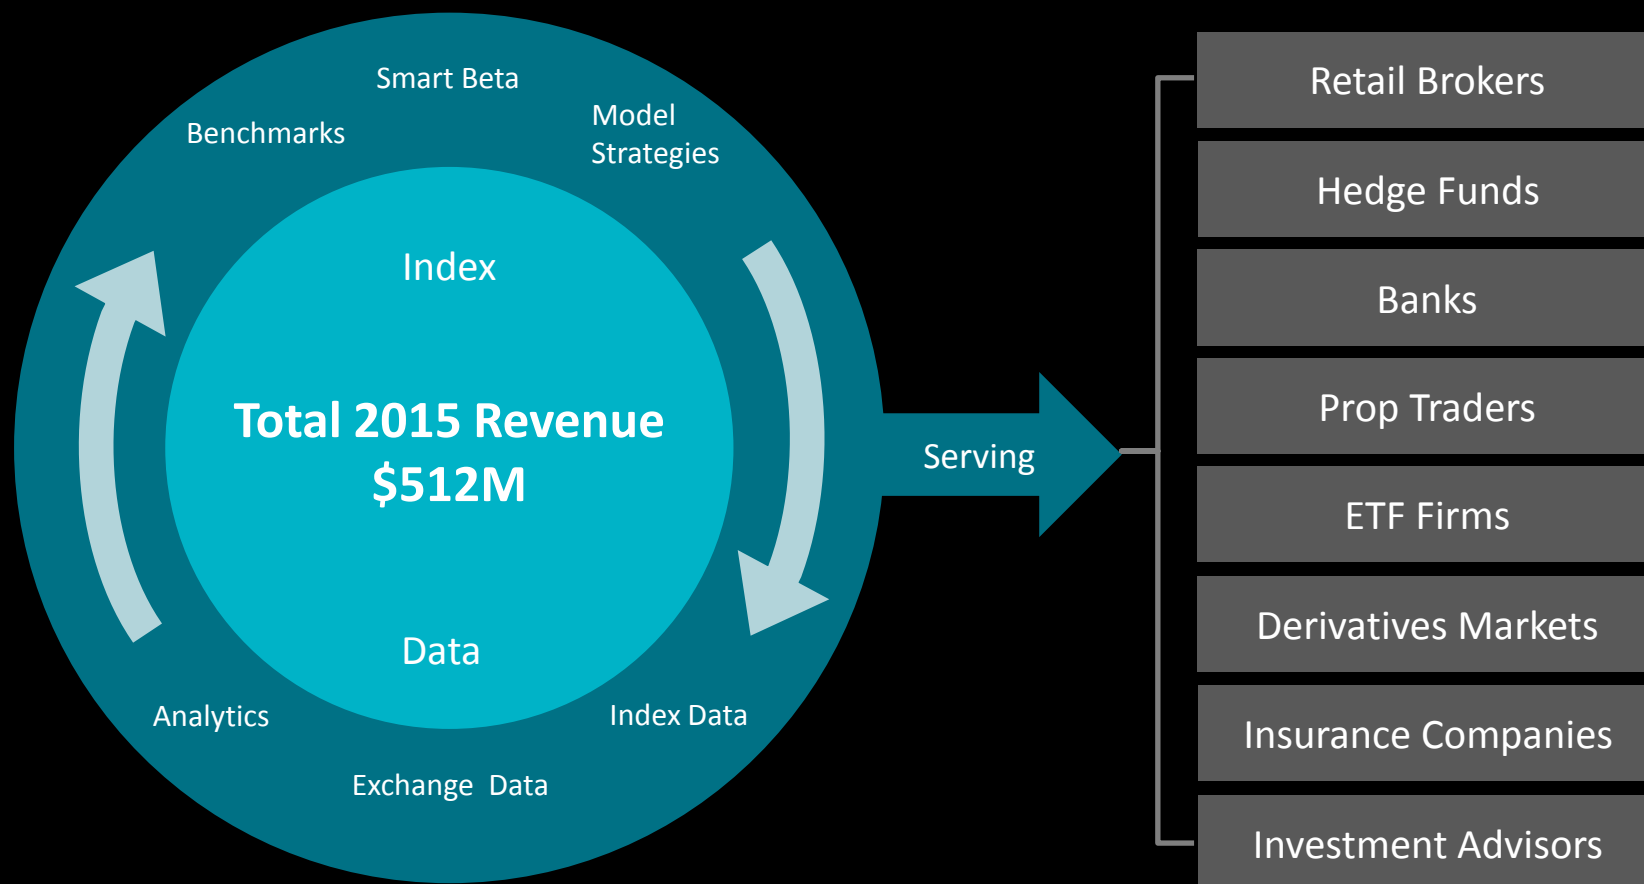 Smart Beta
Benchmarks
Model
Strategies
Index
Total 2015 Revenue
$512M
Data
Analytics
Index Data
Exchange Data
Serving
Retail Brokers
Hedge Funds
Banks
Prop Traders
ETF Firms
Derivatives Markets
Insurance Companies
Investment Advisors